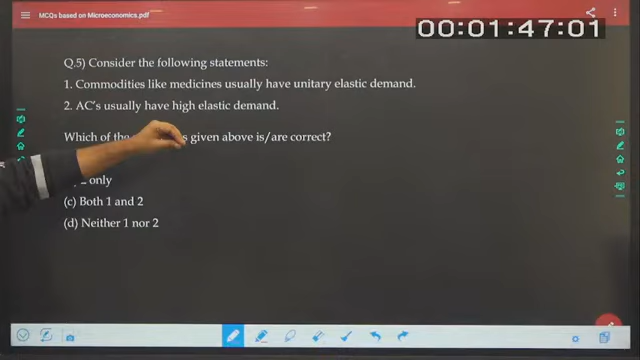 MCQs based on Microeconomics.pdf
00:01:47:01
Q.5) Consider the following statements:
1. Commodities like medicines usually have unitary elastic demand.
2. AC's usually have high elastic demand.
Which of the given above is/are correct?
only
(c) Both 1 and 2
(d) Neither 1 nor 2